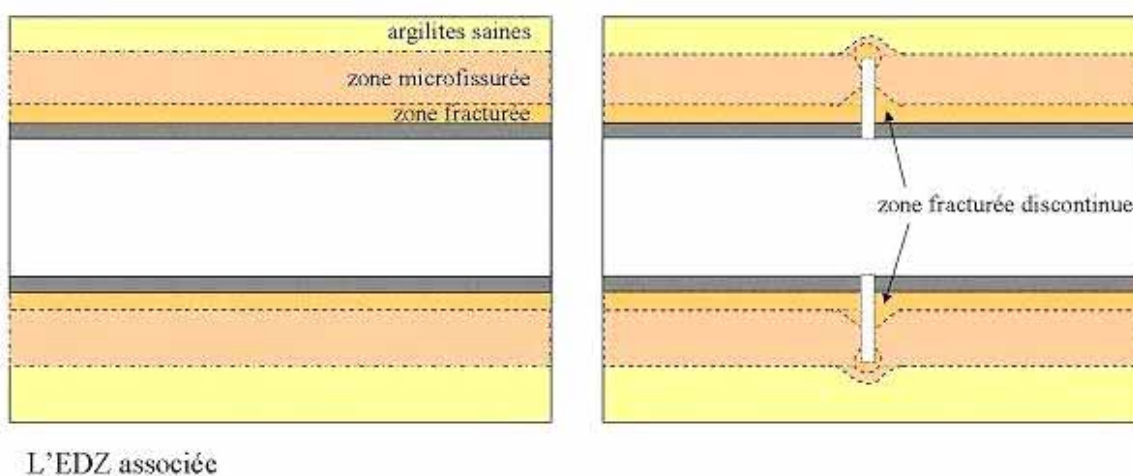 argilites saines
zone microfissurée
zone fracturée
zone fracturée discontinue
L'EDZ associée